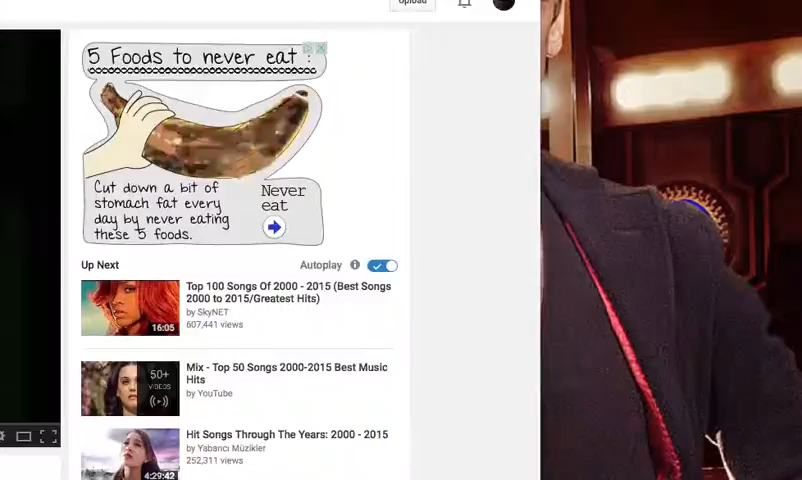 Upload
5 Foods to never eat :
Cut down a bit of
stomach fat every
day by never eating
these 5 foods.
Never
eat
Up Next
Autoplay
Top 100 Songs Of 2000 - 2015 (Best Songs
2000 to 2015/Greatest Hits)
by SkyNET
607,441 views
16:05
Mix - Top 50 Songs 2000-2015 Best Music
Hits
by YouTube
50+
VIDEOS
Hit Songs Through The Years: 2000 - 2015
by Yabancı Müzikler
252,311 views
4:29:42